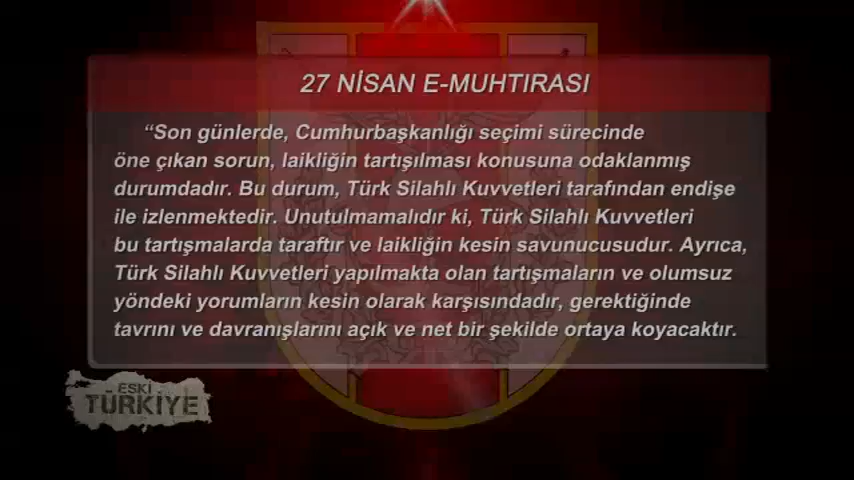 27 NİSAN E-MUHTIRASI
“Son günlerde, Cumhurbaşkanlığı seçimi sürecinde
öne çıkan sorun, laikliğin tartışılması konusuna odaklanmış
durumdadır. Bu durum, Türk Silahlı Kuvvetleri tarafından endişe
ile izlenmektedir. Unutulmamalıdır ki, Türk Silahlı Kuvvetleri
bu tartışmalarda taraftır ve laikliğin kesin savunucusudur. Ayrıca,
Türk Silahlı Kuvvetleri yapılmakta olan tartışmaların ve olumsuz
yöndeki yorumların kesin olarak karşısındadır, gerektiğinde
tavrını ve davranışlarını açık ve net bir şekilde ortaya koyacaktır.
ESKİ
TÜRKİYE